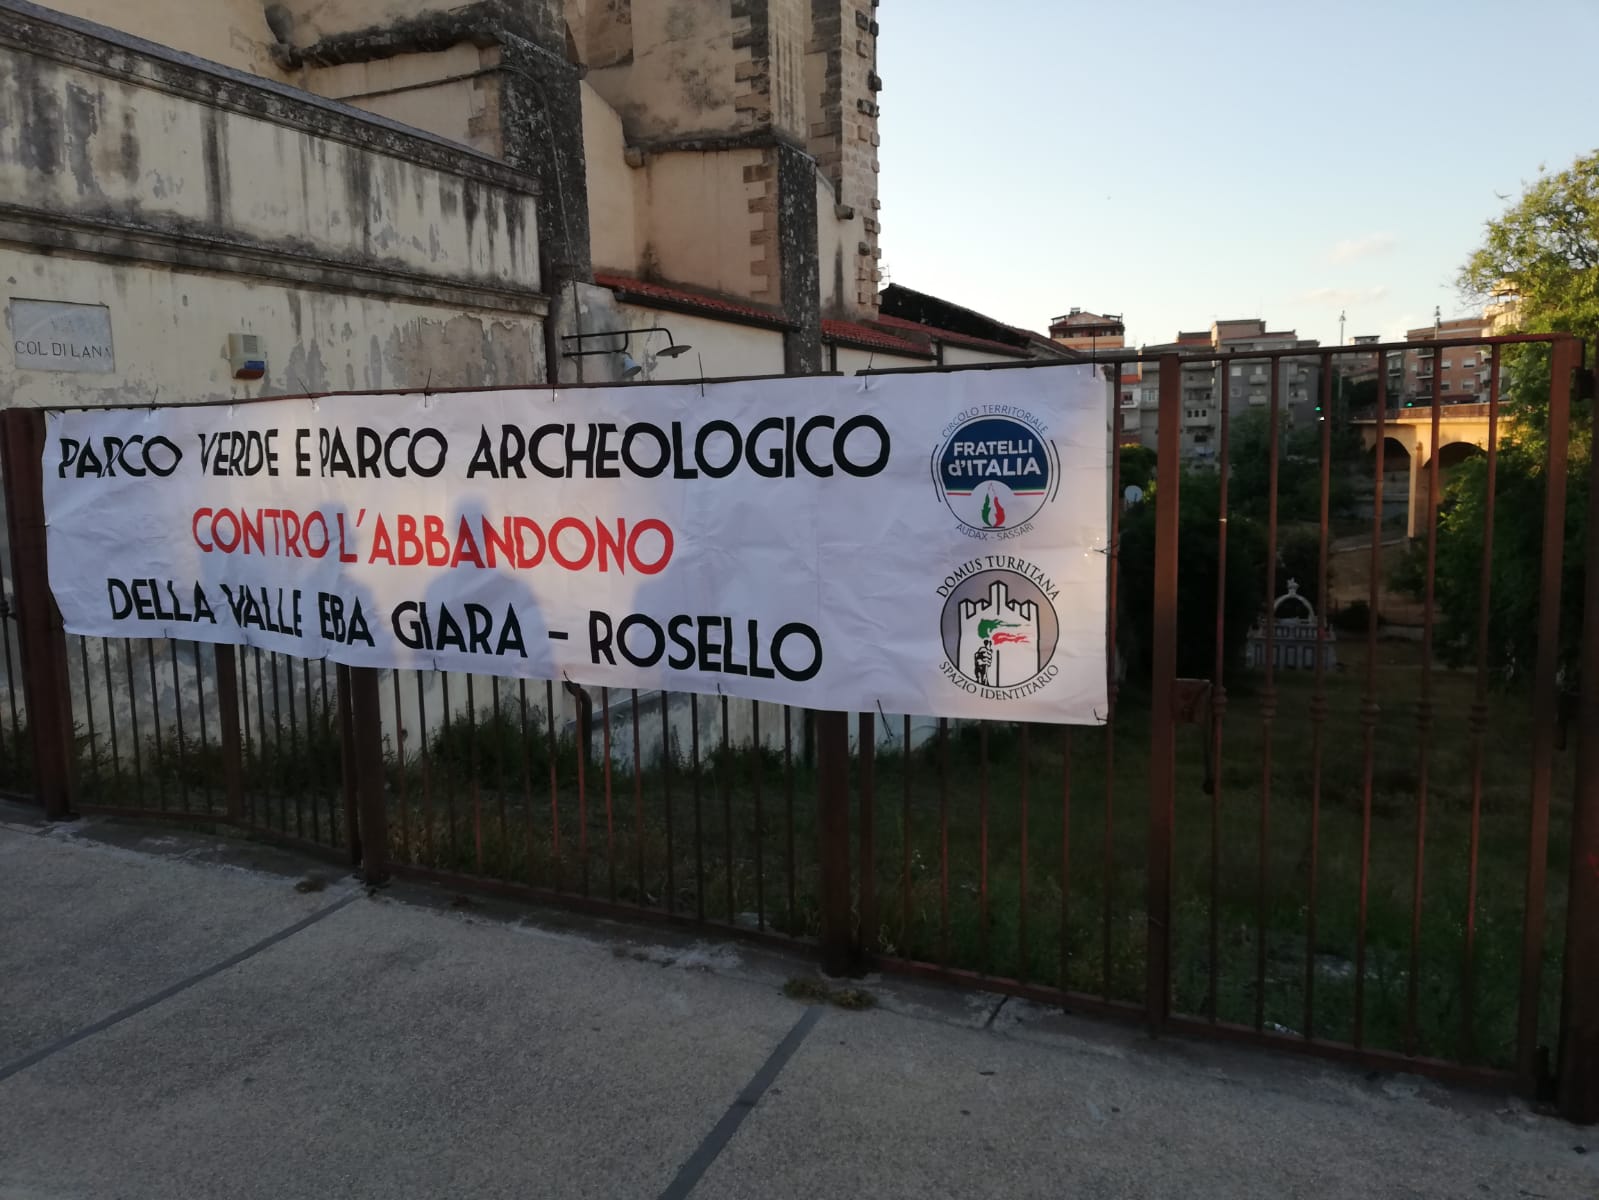 COL DI LANA
PARCO VERDE E PARCO ARCHEOLOGICO
CONTRO L'ABBANDONO
DELLA VALLE EBA GIARA - ROSELLO
CIRCOLO TERRITORIALE
FRATELLI
d'ITALIA
AUDAX - SASSARI
DOMUS TURRITANA
SPAZIO IDENTITARIO